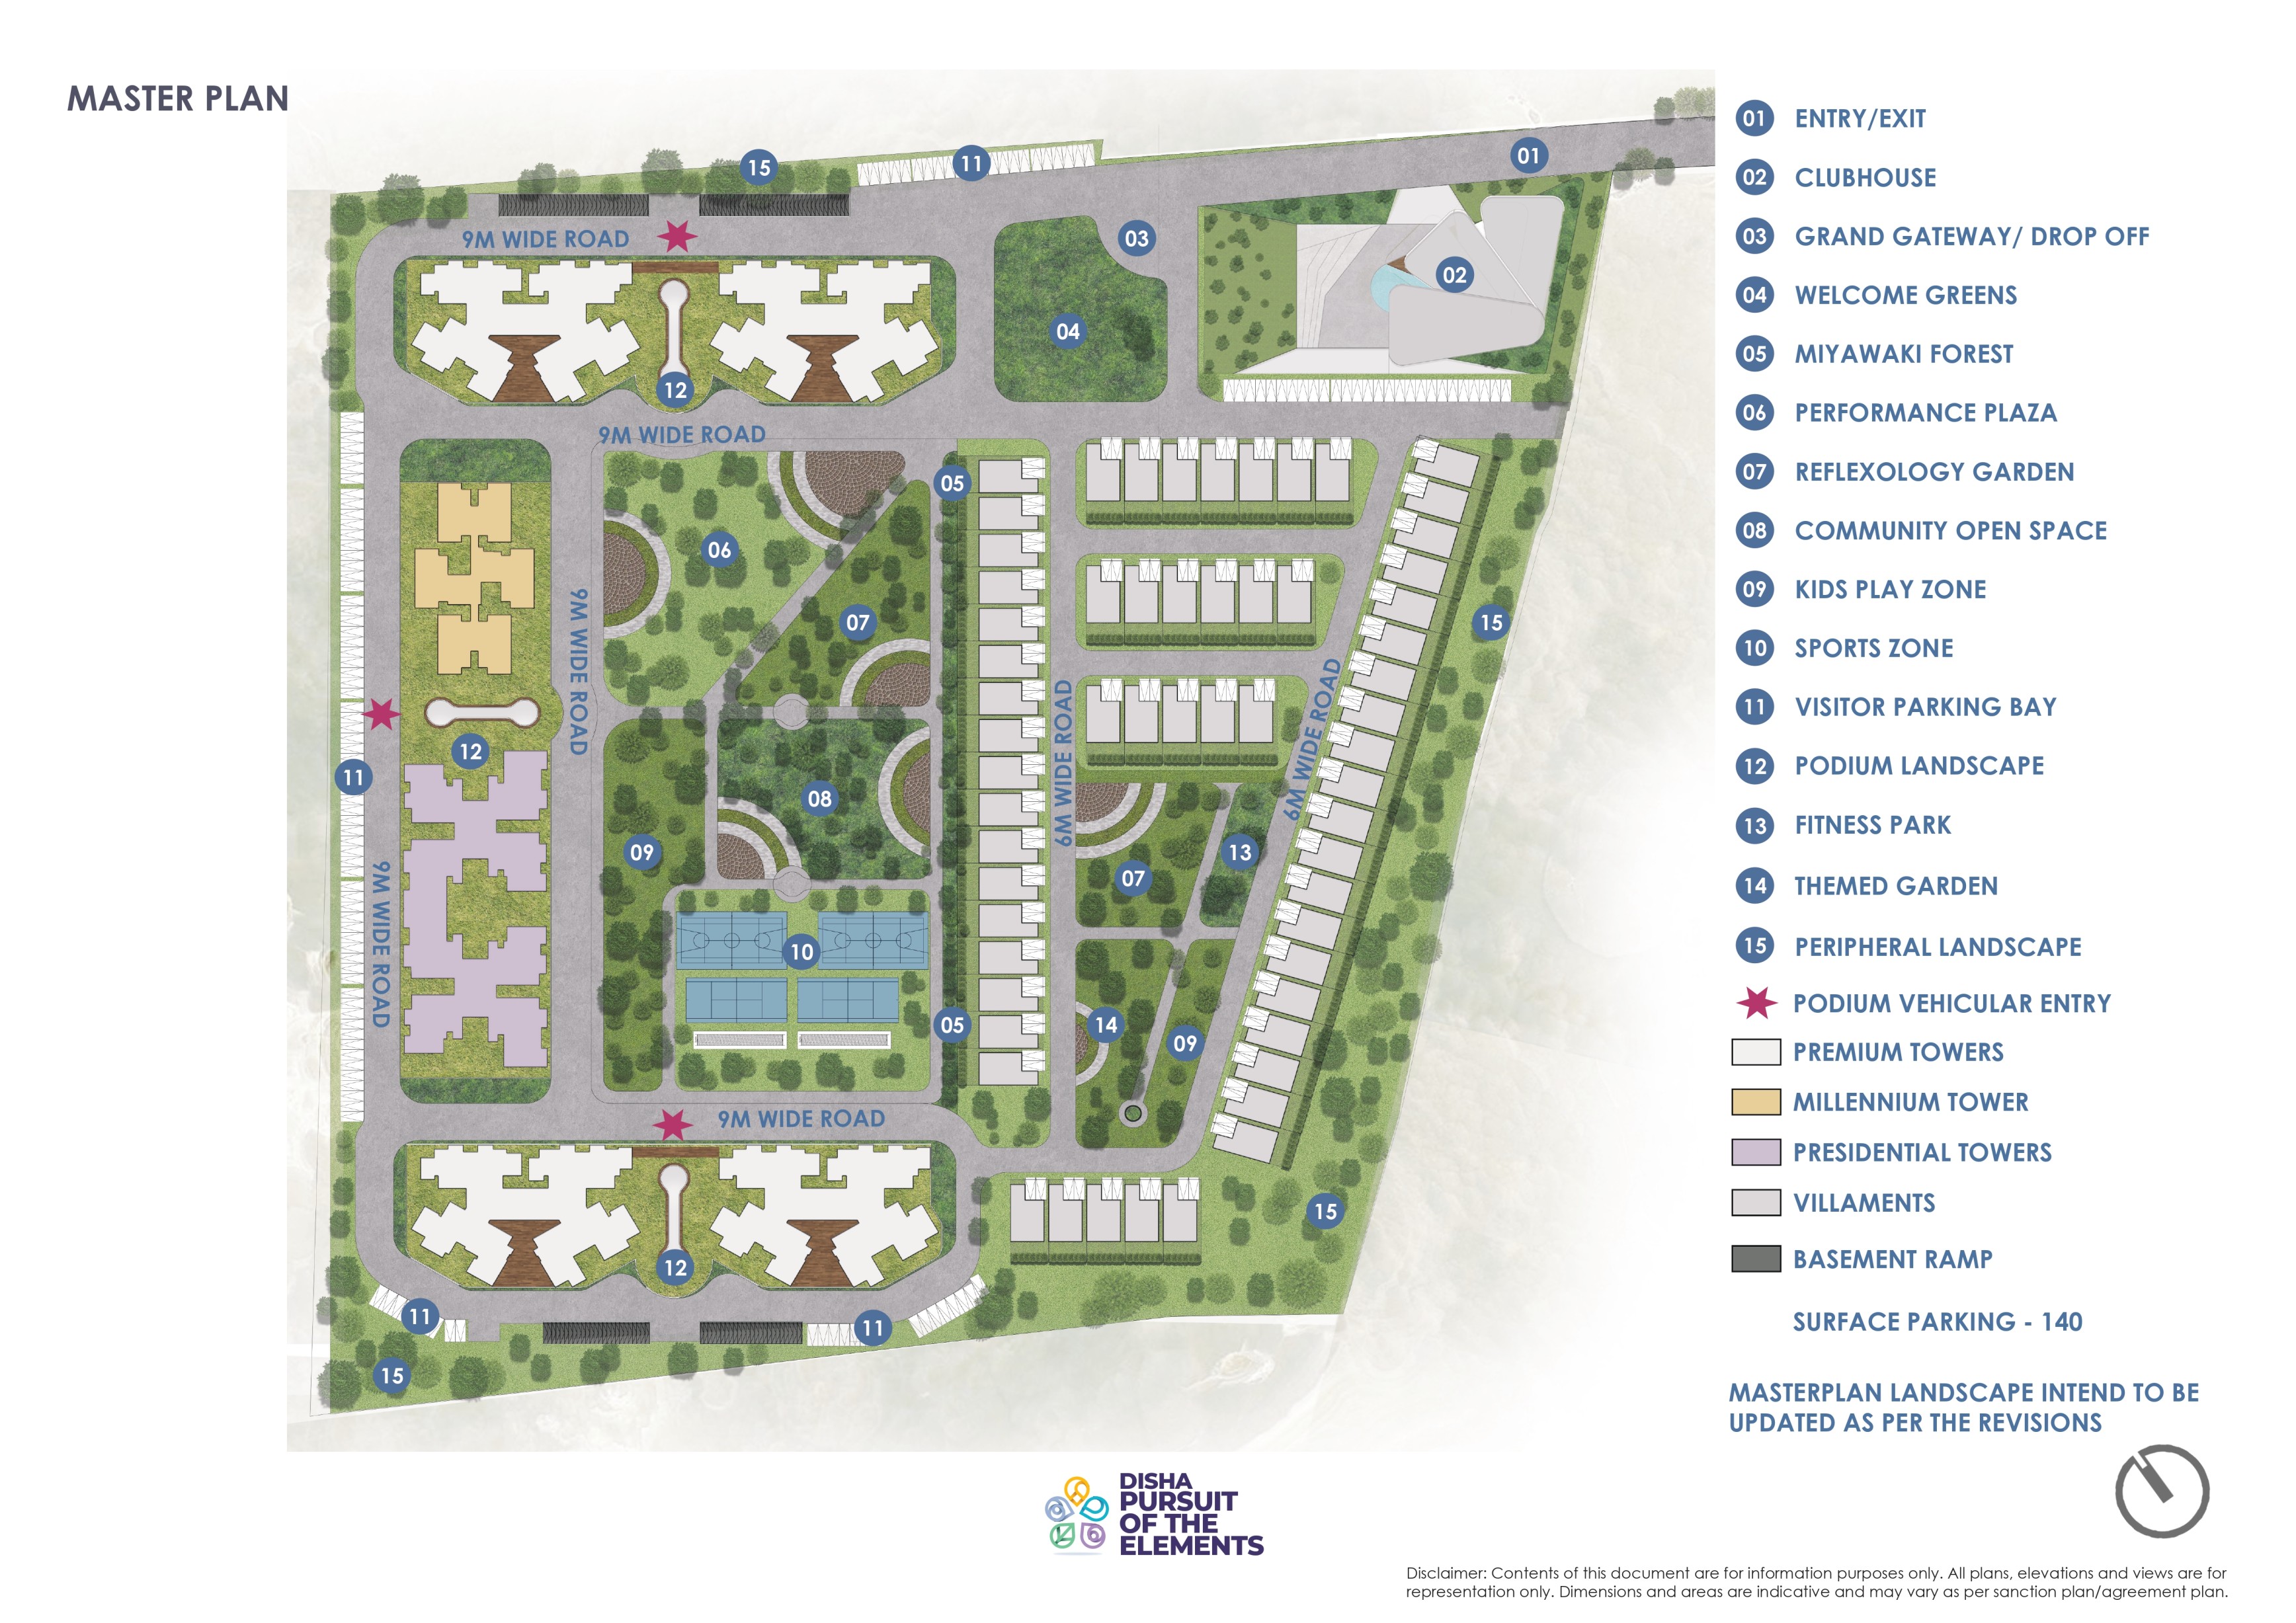 MASTER PLAN
01 ENTRY/EXIT
02 CLUBHOUSE
03 GRAND GATEWAY/ DROP OFF
04 WELCOME GREENS
05 MIYAWAKI FOREST
06 PERFORMANCE PLAZA
07 REFLEXOLOGY GARDEN
08 COMMUNITY OPEN SPACE
09 KIDS PLAY ZONE
10 SPORTS ZONE
11 VISITOR PARKING BAY
12 PODIUM LANDSCAPE
13 FITNESS PARK
14 THEMED GARDEN
15 PERIPHERAL LANDSCAPE
PODIUM VEHICULAR ENTRY
PREMIUM TOWERS
MILLENNIUM TOWER
PRESIDENTIAL TOWERS
VILLAMENTS
BASEMENT RAMP
SURFACE PARKING - 140
MASTERPLAN LANDSCAPE INTEND TO BE
UPDATED AS PER THE REVISIONS
01
11
15
9M WIDE ROAD
03
02
04
12
9M WIDE ROAD
05
06
07
15
9M WIDE ROAD
12
11
08
6M WIDE ROAD
6M WIDE ROAD
09
13
07
9M WIDE ROAD
10
05
14
09
9M WIDE ROAD
15
12
11
11
15
DISHA
PURSUIT
OF THE
ELEMENTS
Disclaimer: Contents of this document are for information purposes only. All plans, elevations and views are for
representation only. Dimensions and areas are indicative and may vary as per sanction plan/agreement plan.